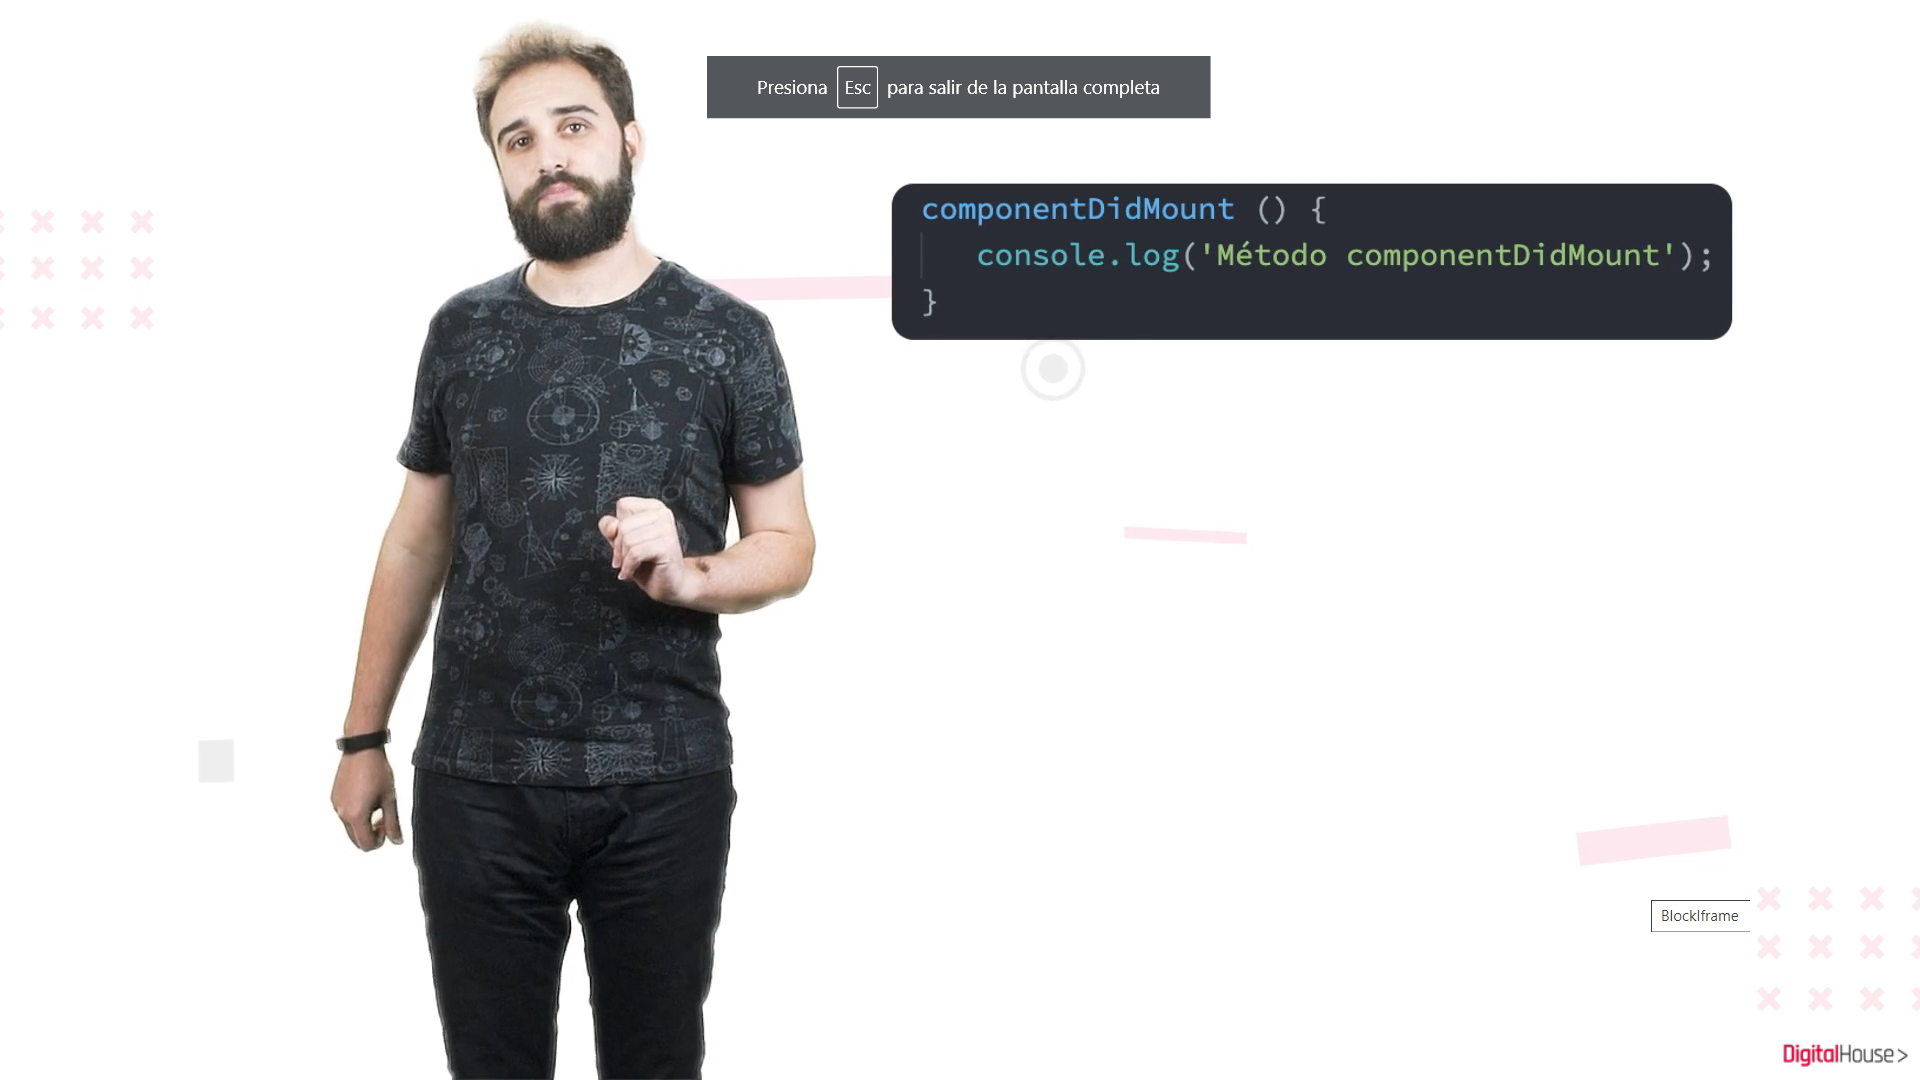 Presiona Esc para salir de la pantalla completa
componentDidMount () {
console.log('Método componentDidMount');
}
BlockIframe
DigitalHouse>